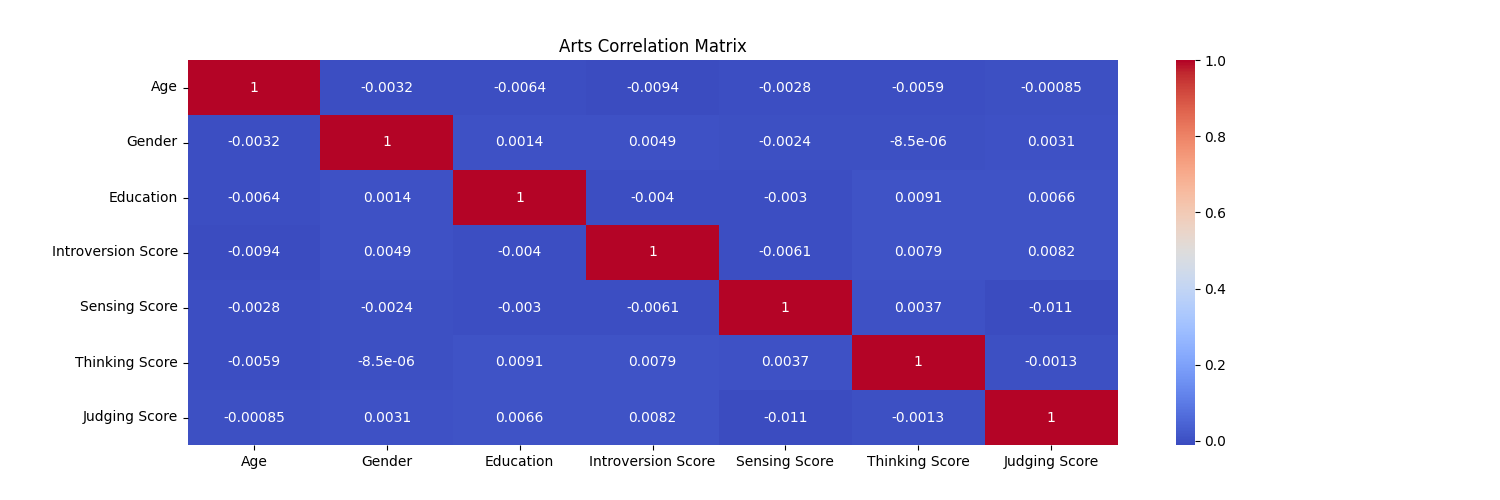 Arts Correlation Matrix
Age 1 -0.0032 -0.0064 -0.0094 -0.0028 -0.0059 -0.00085
Gender -0.0032 1 0.0014 0.0049 -0.0024 -8.5e-06 0.0031
Education -0.0064 0.0014 1 -0.004 -0.003 0.0091 0.0066
Introversion Score -0.0094 0.0049 -0.004 1 -0.0061 0.0079 0.0082
Sensing Score -0.0028 -0.0024 -0.003 -0.0061 1 0.0037 -0.011
Thinking Score -0.0059 -8.5e-06 0.0091 0.0079 0.0037 1 -0.0013
Judging Score -0.00085 0.0031 0.0066 0.0082 -0.011 -0.0013 1
Age Gender Education Introversion Score Sensing Score Thinking Score Judging Score
1.0
0.8
0.6
0.4
0.2
0.0